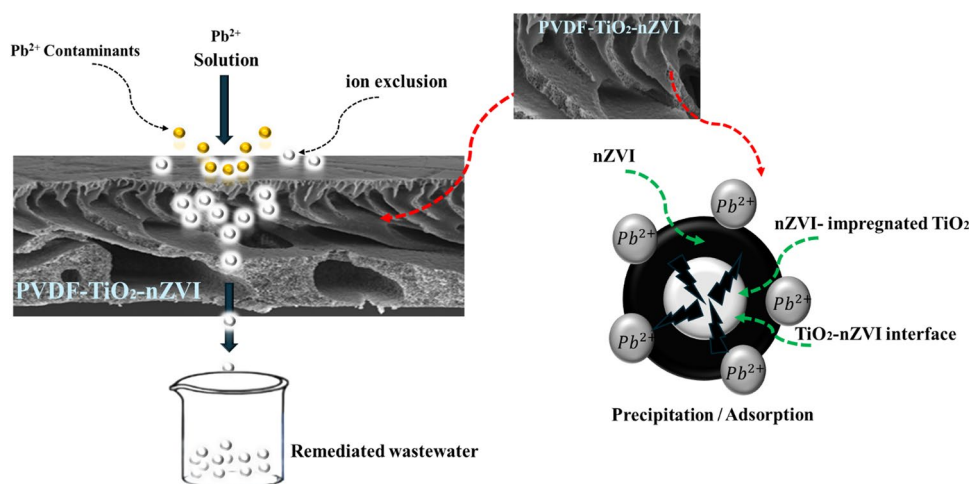 Pb²⁺ Contaminants
Pb²⁺
Solution
ion exclusion
PVDF-TiO₂-nZVI
Remediated wastewater
PVDF-TiO₂-nZVI
nZVI
nZVI- impregnated TiO₂
TiO₂-nZVI interface
Pb²⁺
Pb²⁺
Pb²⁺
Pb²⁺
Pb²⁺
Precipitation / Adsorption